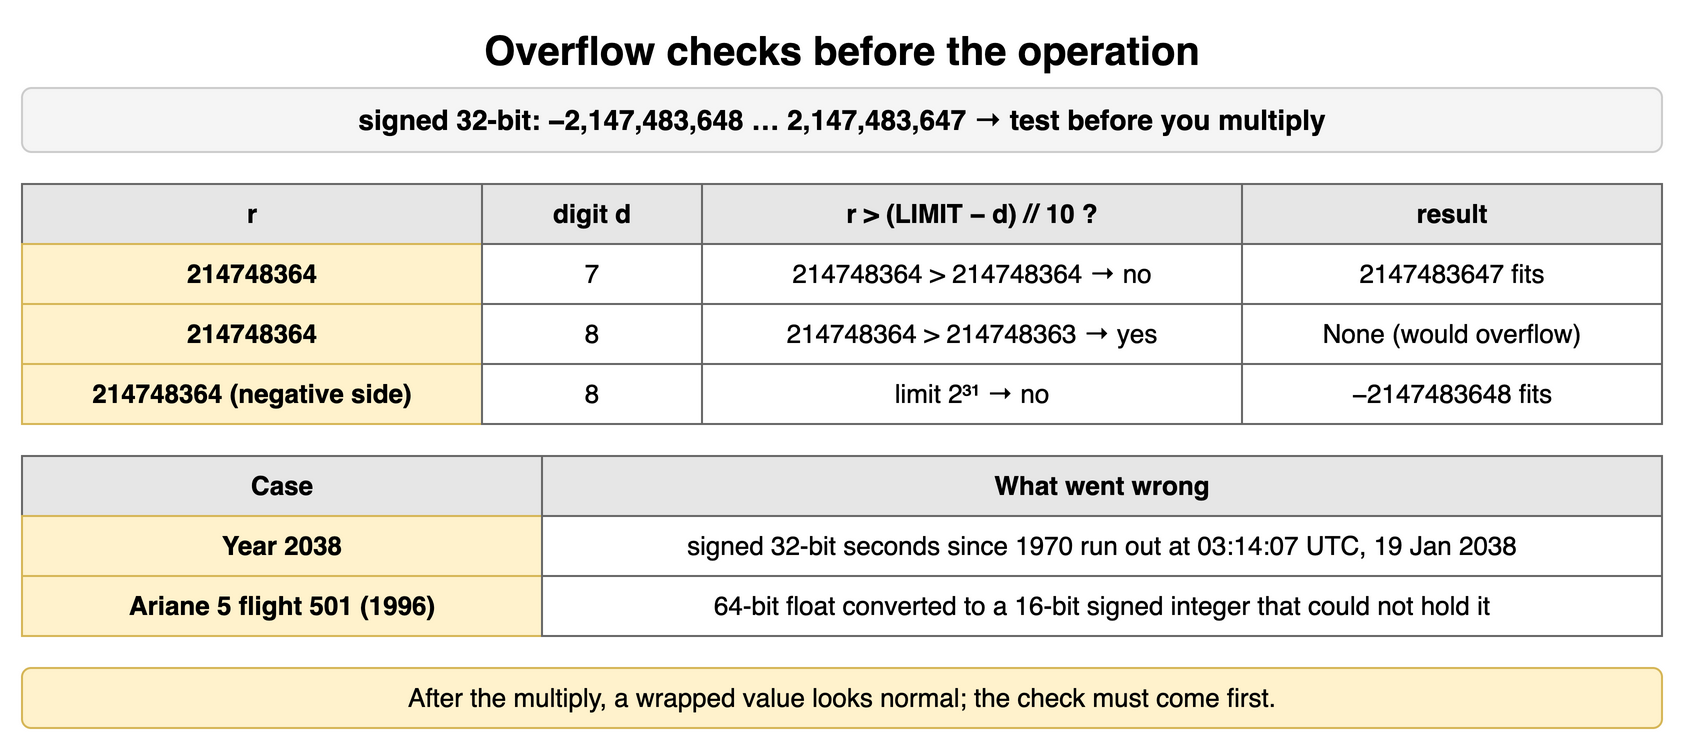 Overflow checks before the operation
signed 32-bit: −2,147,483,648 … 2,147,483,647 → test before you multiply
r digit d r > (LIMIT − d) // 10 ? result
214748364 7 214748364 > 214748364 → no 2147483647 fits
214748364 8 214748364 > 214748363 → yes None (would overflow)
214748364 (negative side) 8 limit 2³¹ → no −2147483648 fits
Case What went wrong
Year 2038 signed 32-bit seconds since 1970 run out at 03:14:07 UTC, 19 Jan 2038
Ariane 5 flight 501 (1996) 64-bit float converted to a 16-bit signed integer that could not hold it
After the multiply, a wrapped value looks normal; the check must come first.